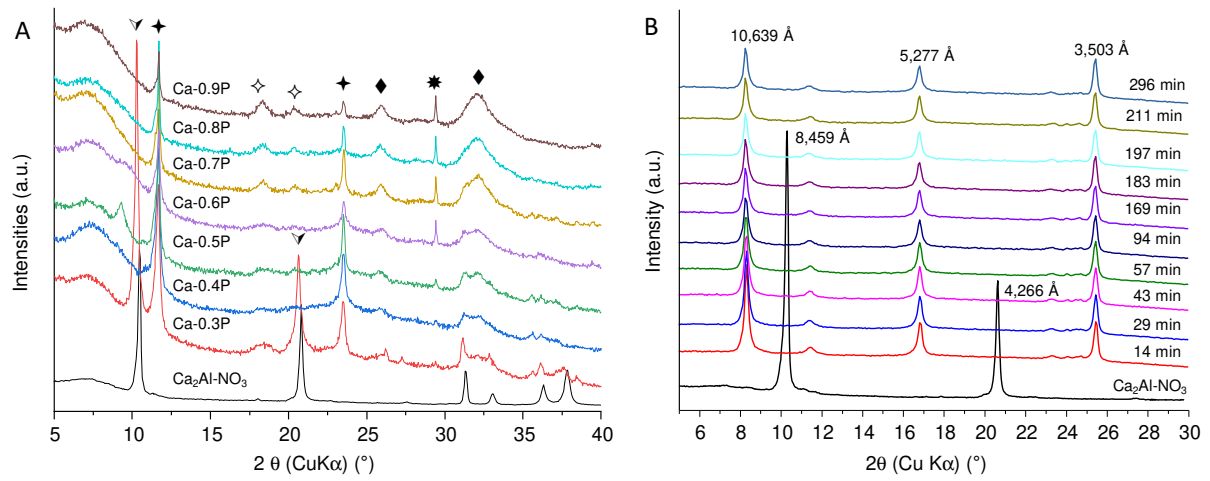 A
Intensities (a.u.)
Ca-0.9P
Ca-0.8P
Ca-0.7P
Ca-0.6P
Ca-0.5P
Ca-0.4P
Ca-0.3P
Ca₂Al-NO₃
5 10 15 20 25 30 35 40
2 θ (CuKα) (°)
B
Intensity (a.u.)
10,639 Å
5,277 Å
3,503 Å
8,459 Å
4,266 Å
296 min
211 min
197 min
183 min
169 min
94 min
57 min
43 min
29 min
14 min
Ca₂Al-NO₃
6 8 10 12 14 16 18 20 22 24 26 28 30
2θ (Cu Kα) (°)